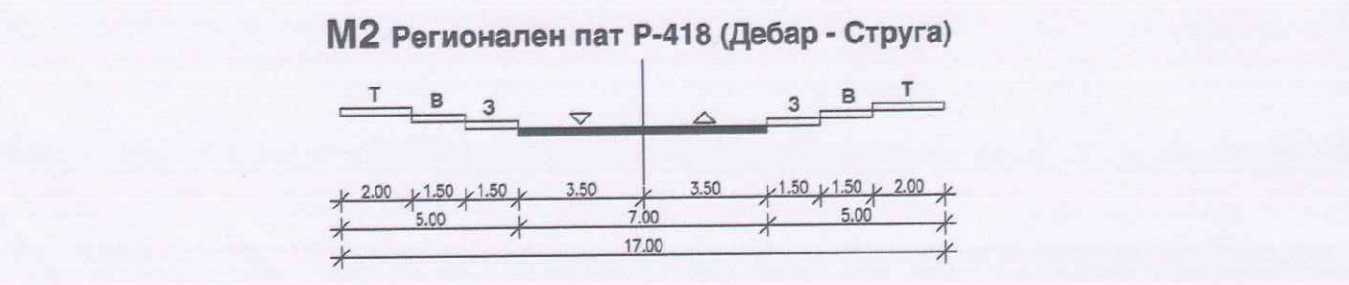 М2 Регионален пат Р-418 (Дебар - Струга)
Т В З З В Т
2.00 1.50 1.50 3.50 3.50 1.50 1.50 2.00
5.00 7.00 5.00
17.00